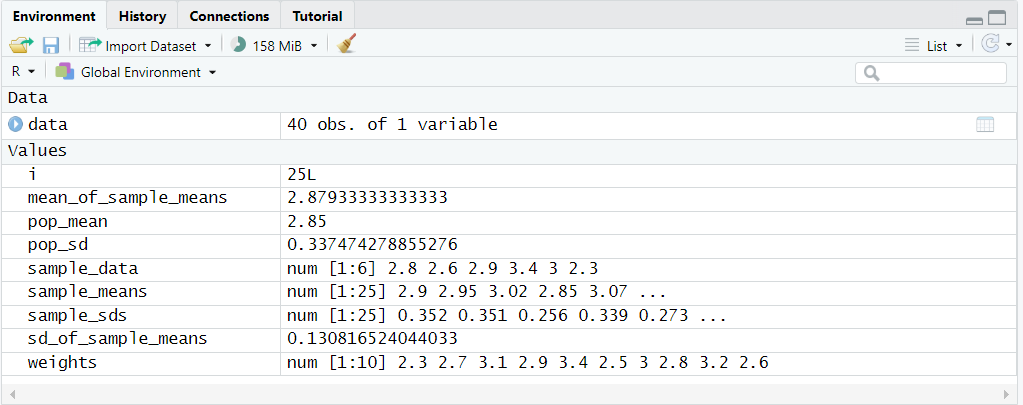 Environment History Connections Tutorial
Import Dataset 158 MiB List
R Global Environment
Data
data 40 obs. of 1 variable
Values
i 25L
mean_of_sample_means 2.87933333333333
pop_mean 2.85
pop_sd 0.337474278855276
sample_data num [1:6] 2.8 2.6 2.9 3.4 3 2.3
sample_means num [1:25] 2.9 2.95 3.02 2.85 3.07 ...
sample_sds num [1:25] 0.352 0.351 0.256 0.339 0.273 ...
sd_of_sample_means 0.130816524044033
weights num [1:10] 2.3 2.7 3.1 2.9 3.4 2.5 3 2.8 3.2 2.6